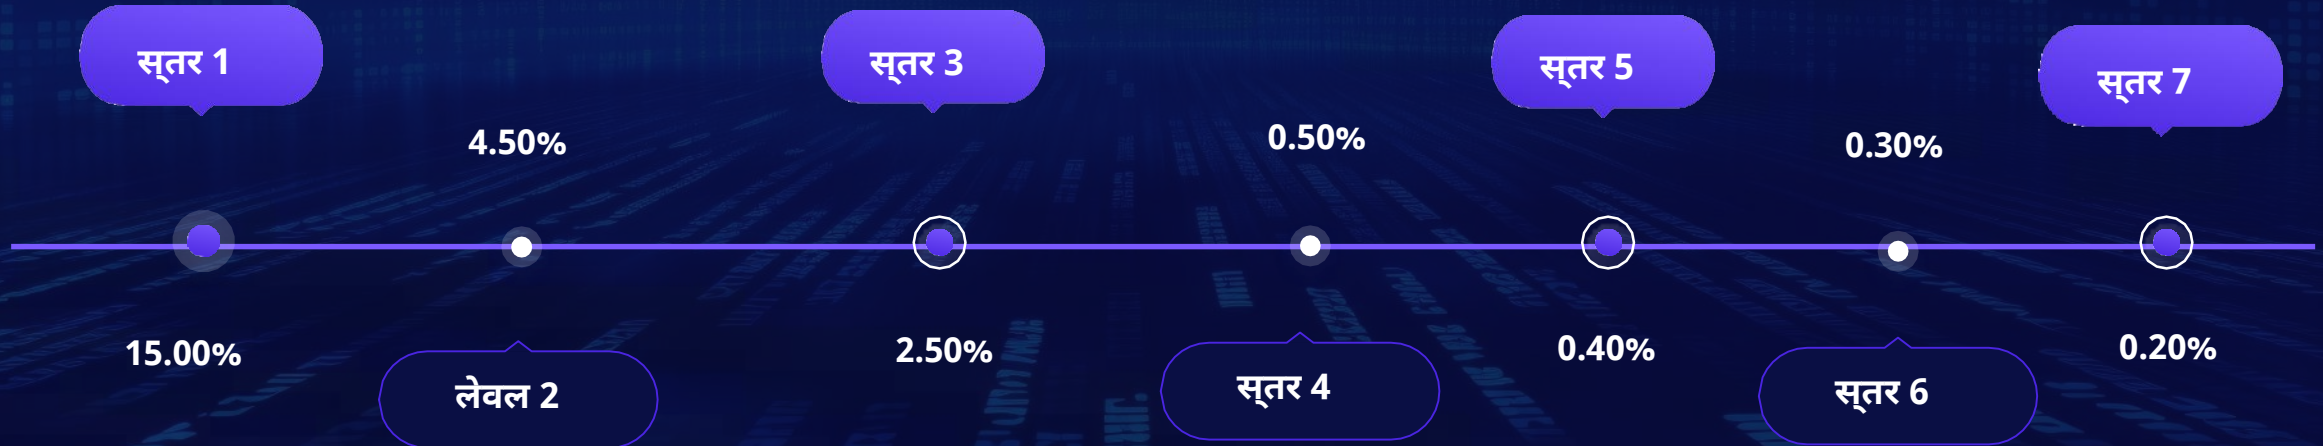 स्तर 1
15.00%
4.50%
लेवल 2
स्तर 3
2.50%
0.50%
स्तर 4
स्तर 5
0.40%
0.30%
स्तर 6
स्तर 7
0.20%